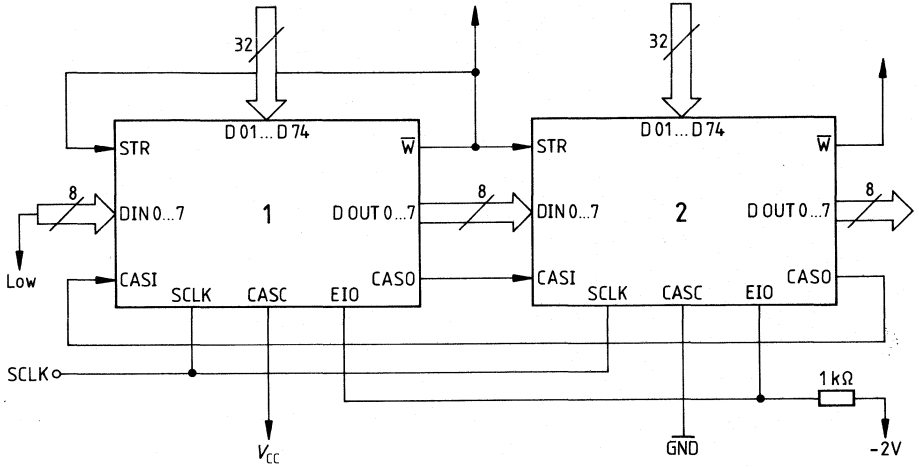 32
32
D 01...D 74
D 01...D 74
STR
W̅
STR
W̅
8
8
8
DIN 0...7
1
D OUT 0...7
DIN 0...7
2
D OUT 0...7
Low
CASI
CASO
CASI
CASO
SCLK
CASC
EIO
SCLK
CASC
EIO
SCLK
1 kΩ
V_CC
GND
-2V